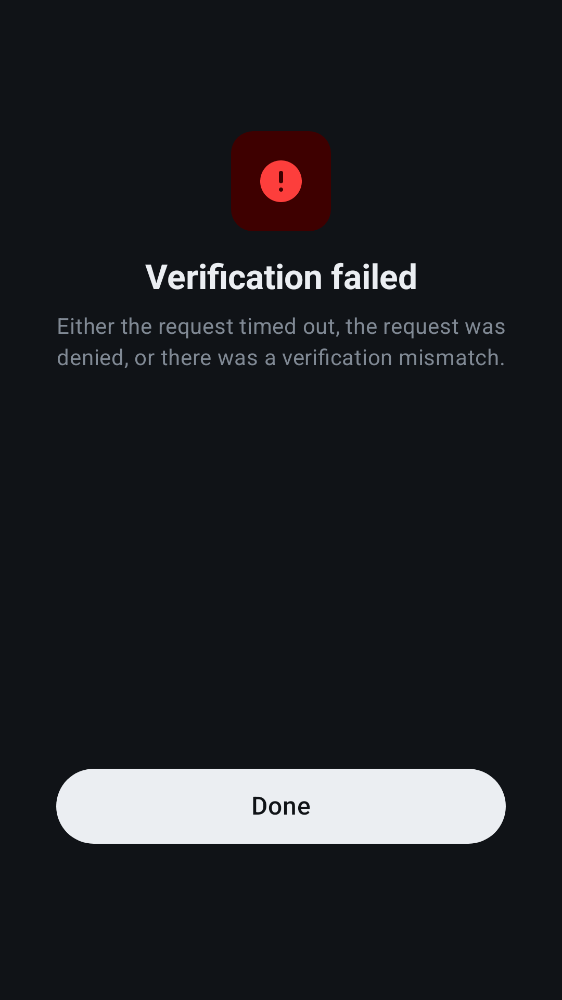 Verification failed
Either the request timed out, the request was
denied, or there was a verification mismatch.
Done